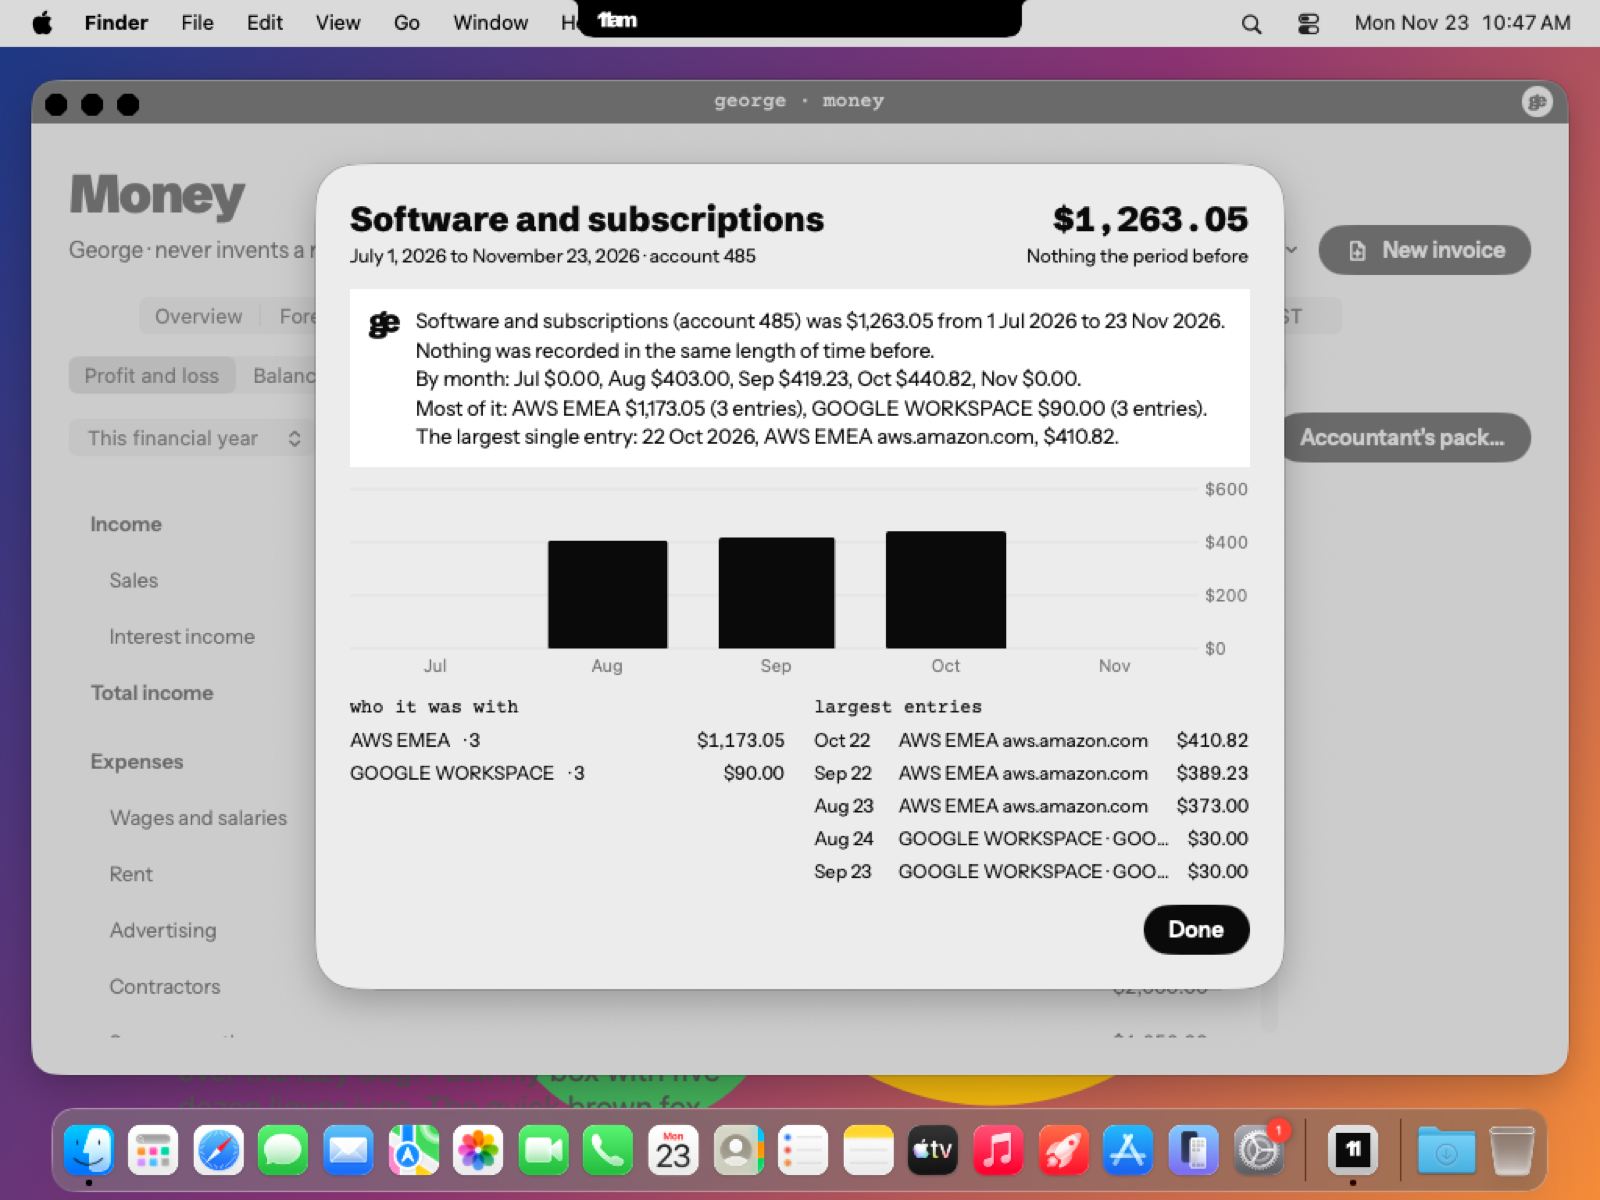 Finder File Edit View Go Window
11am
Mon Nov 23 10:47 AM
george · money
ge
Money
George · never invents a
New invoice
Overview
Profit and loss
This financial year
Accountant's pack...
Income
Sales
Interest income
Total income
Expenses
Wages and salaries
Rent
Advertising
Contractors
Software and subscriptions
$1,263.05
July 1, 2026 to November 23, 2026 · account 485
Nothing the period before
ge
Software and subscriptions (account 485) was $1,263.05 from 1 Jul 2026 to 23 Nov 2026.
Nothing was recorded in the same length of time before.
By month: Jul $0.00, Aug $403.00, Sep $419.23, Oct $440.82, Nov $0.00.
Most of it: AWS EMEA $1,173.05 (3 entries), GOOGLE WORKSPACE $90.00 (3 entries).
The largest single entry: 22 Oct 2026, AWS EMEA aws.amazon.com, $410.82.
$600
$400
$200
$0
Jul Aug Sep Oct Nov
who it was with
AWS EMEA · 3 $1,173.05
GOOGLE WORKSPACE · 3 $90.00
largest entries
Oct 22 AWS EMEA aws.amazon.com $410.82
Sep 22 AWS EMEA aws.amazon.com $389.23
Aug 23 AWS EMEA aws.amazon.com $373.00
Aug 24 GOOGLE WORKSPACE · GOO... $30.00
Sep 23 GOOGLE WORKSPACE · GOO... $30.00
Done
brown fox
Mon
23
tv
1
11